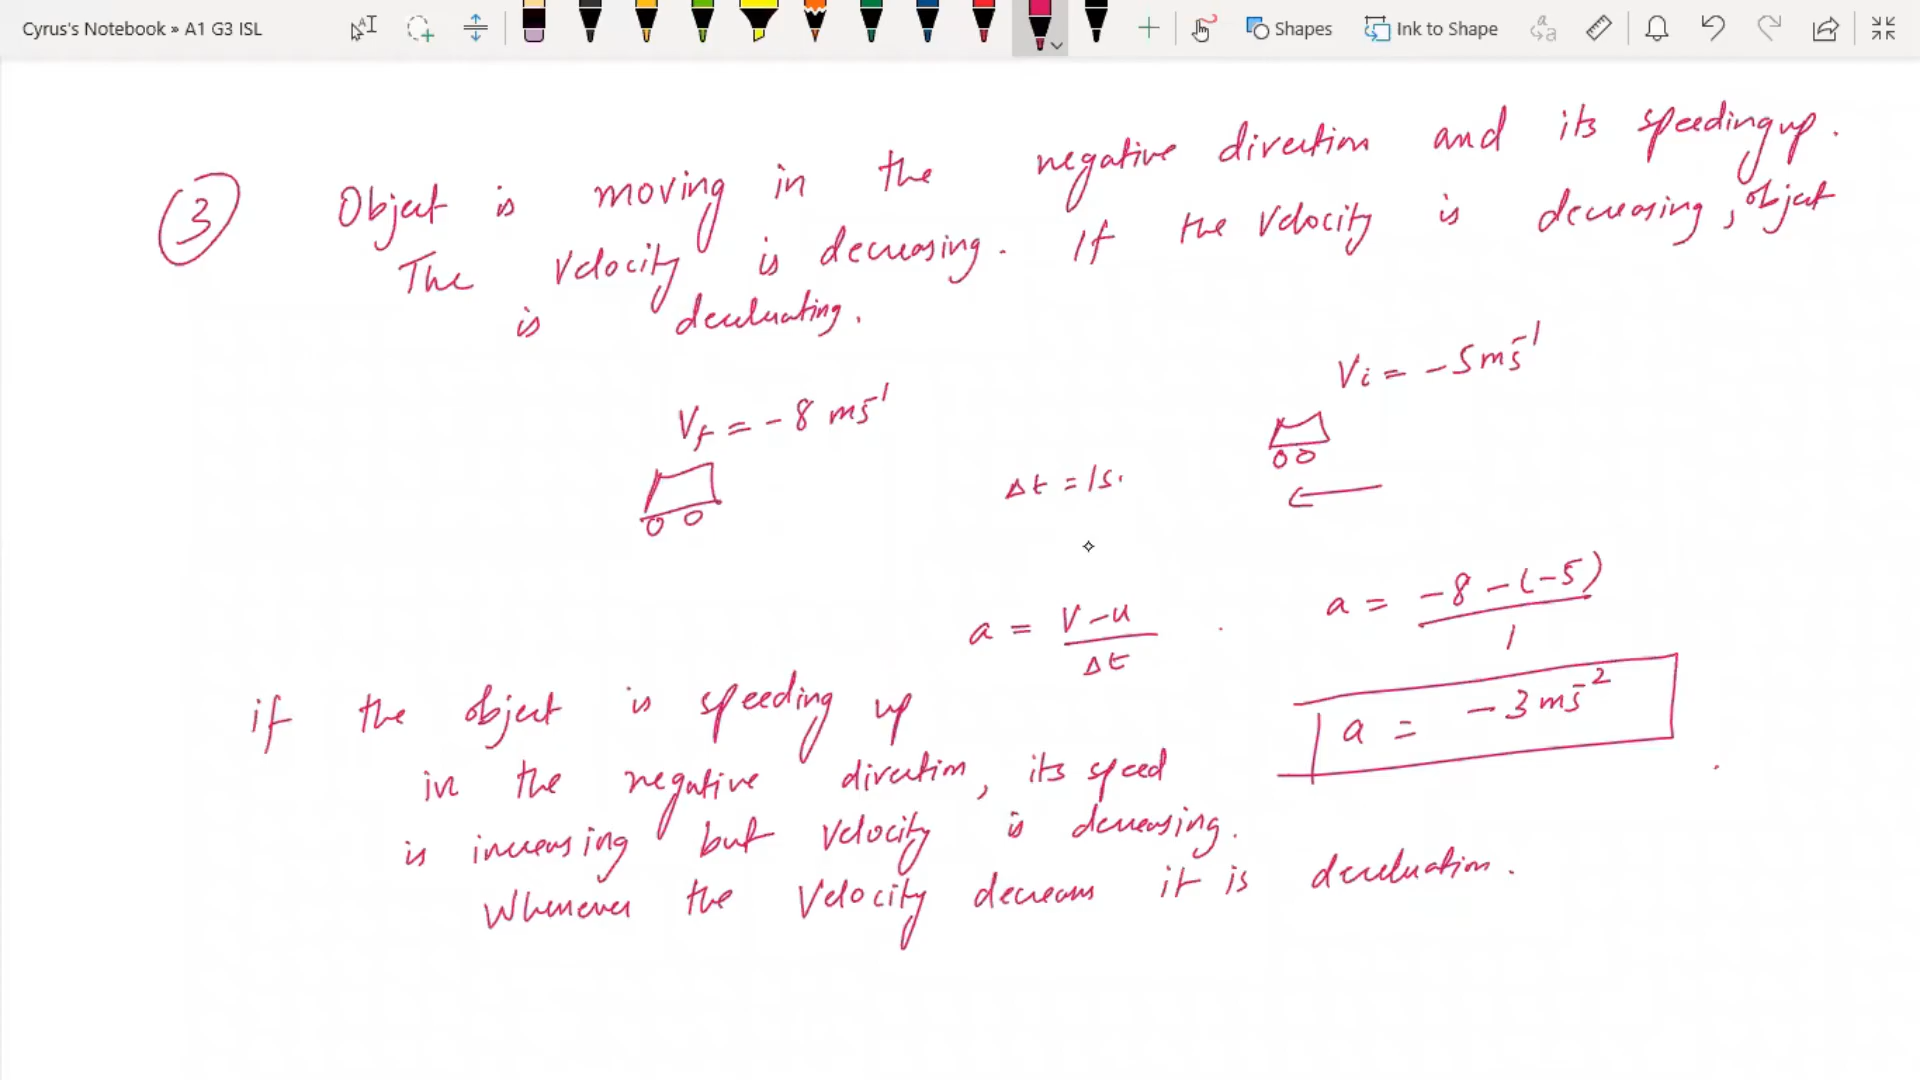 Cyrus's Notebook » A1 G3 ISL
Shapes
Ink to Shape
3 Object is moving in the negative direction and its speeding up.
The velocity is decreasing. If the velocity is decreasing, object
is decelerating.
Vi = -5ms⁻¹
Vf = -8 ms⁻¹
Δt = 1s.
a = -8 - (-5) / 1
a = V - u / Δt
a = -3ms⁻²
if the object is speeding up
in the negative direction, its speed
is increasing but velocity is decreasing.
Whenever the velocity decreases it is deceleration.